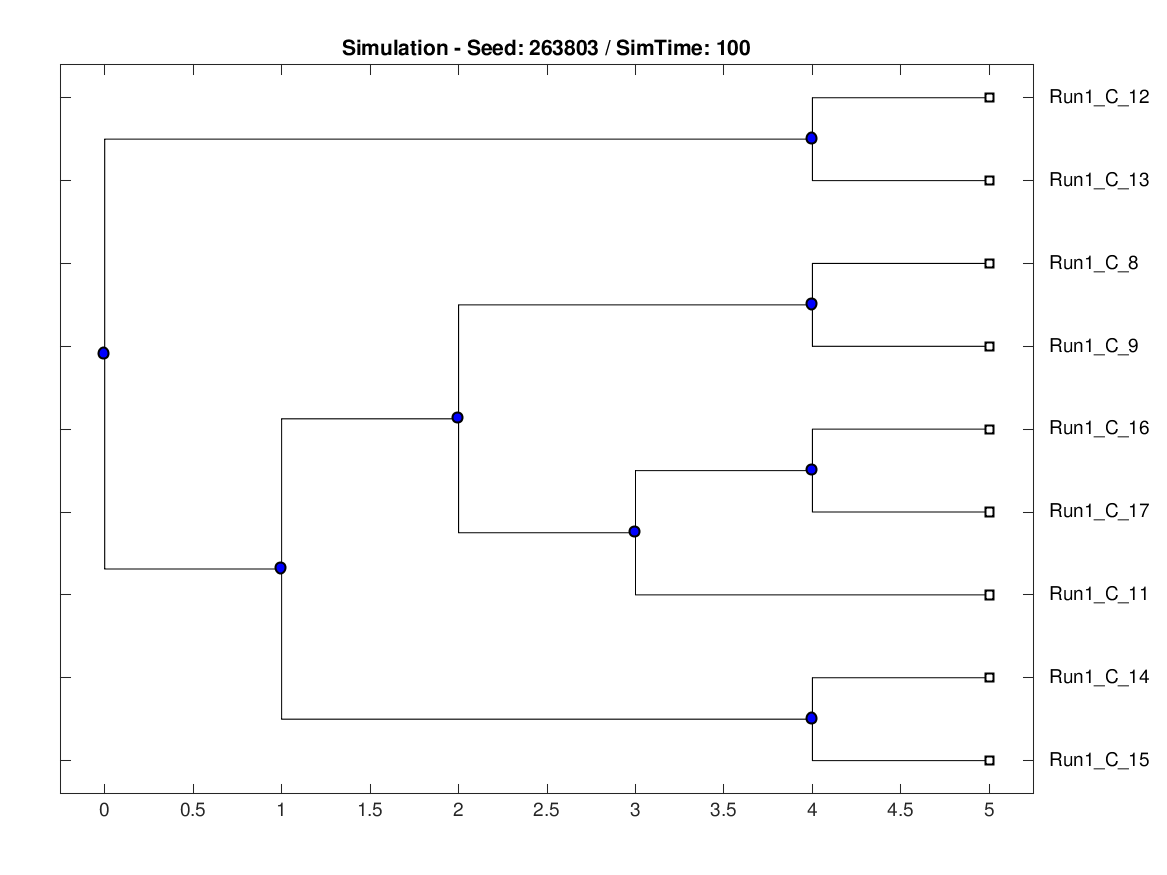 Simulation - Seed: 263803 / SimTime: 100
Run1_C_12
Run1_C_13
Run1_C_8
Run1_C_9
Run1_C_16
Run1_C_17
Run1_C_11
Run1_C_14
Run1_C_15
0 0.5 1 1.5 2 2.5 3 3.5 4 4.5 5